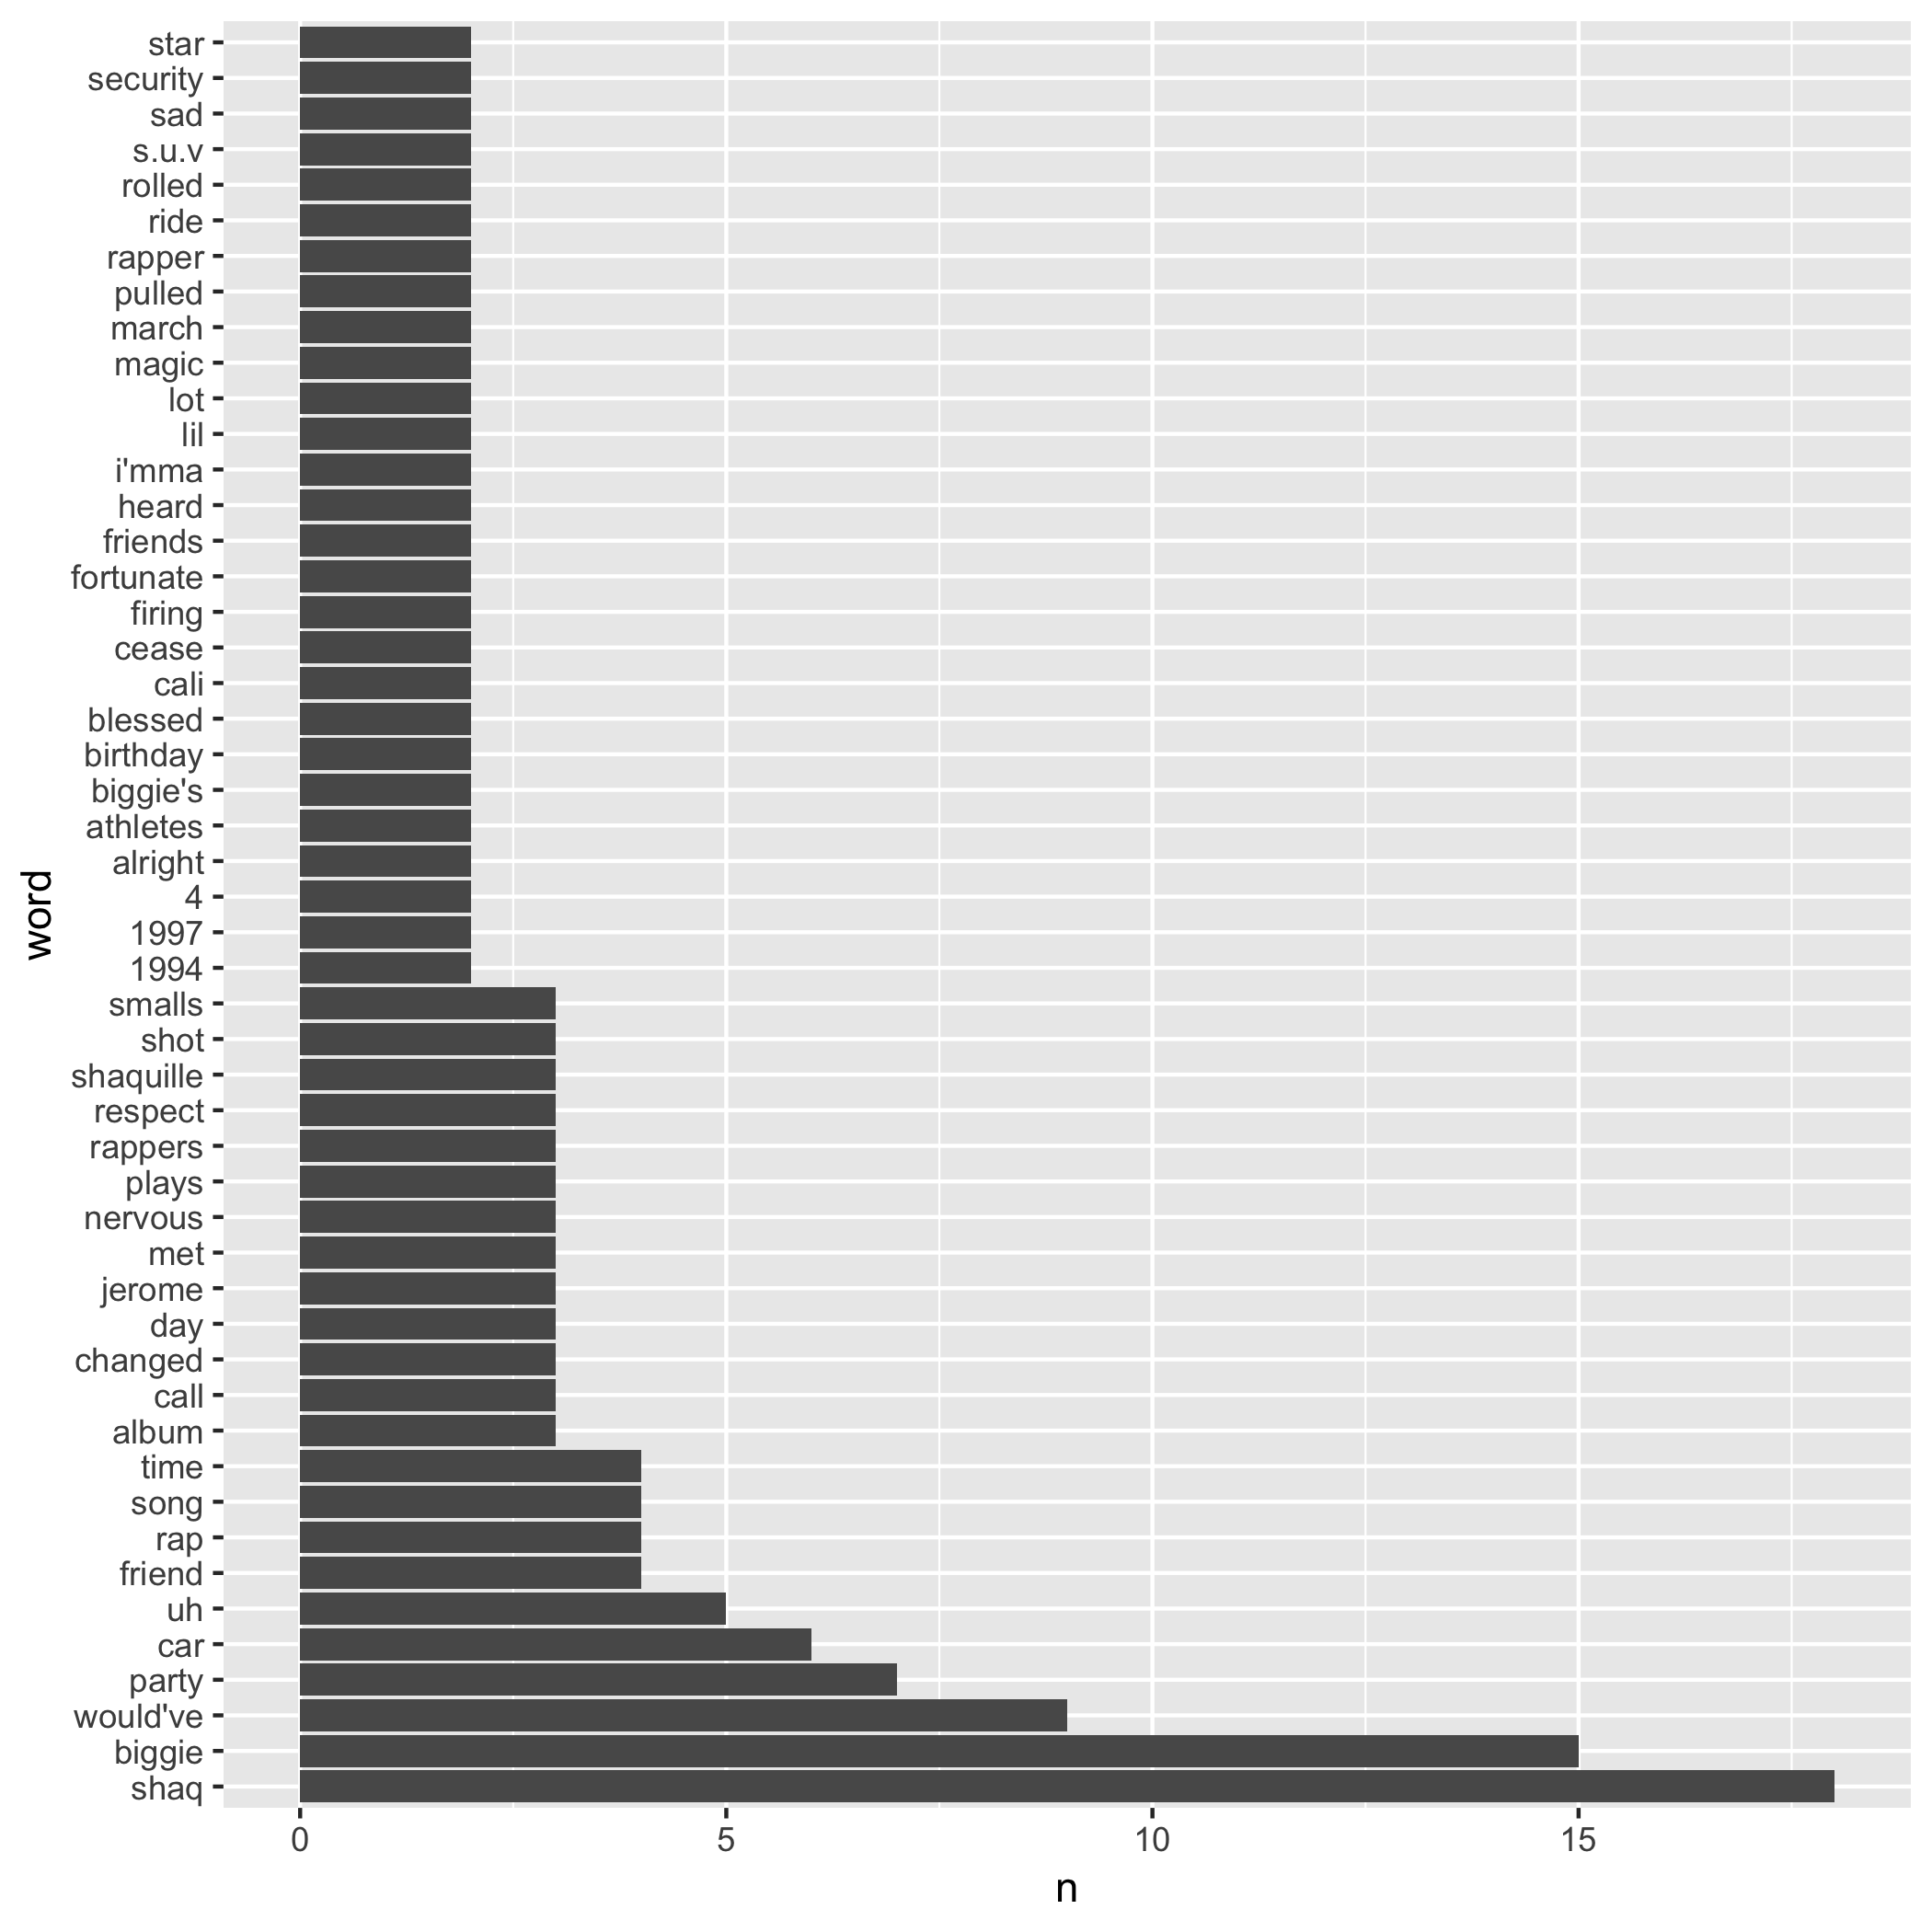 star
security
sad
s.u.v
rolled
ride
rapper
pulled
march
magic
lot
lil
i'mma
heard
friends
fortunate
firing
cease
cali
blessed
birthday
biggie's
athletes
alright
4
1997
1994
smalls
shot
shaquille
respect
rappers
plays
nervous
met
jerome
day
changed
call
album
time
song
rap
friend
uh
car
party
would've
biggie
shaq
word
0 5 10 15
n